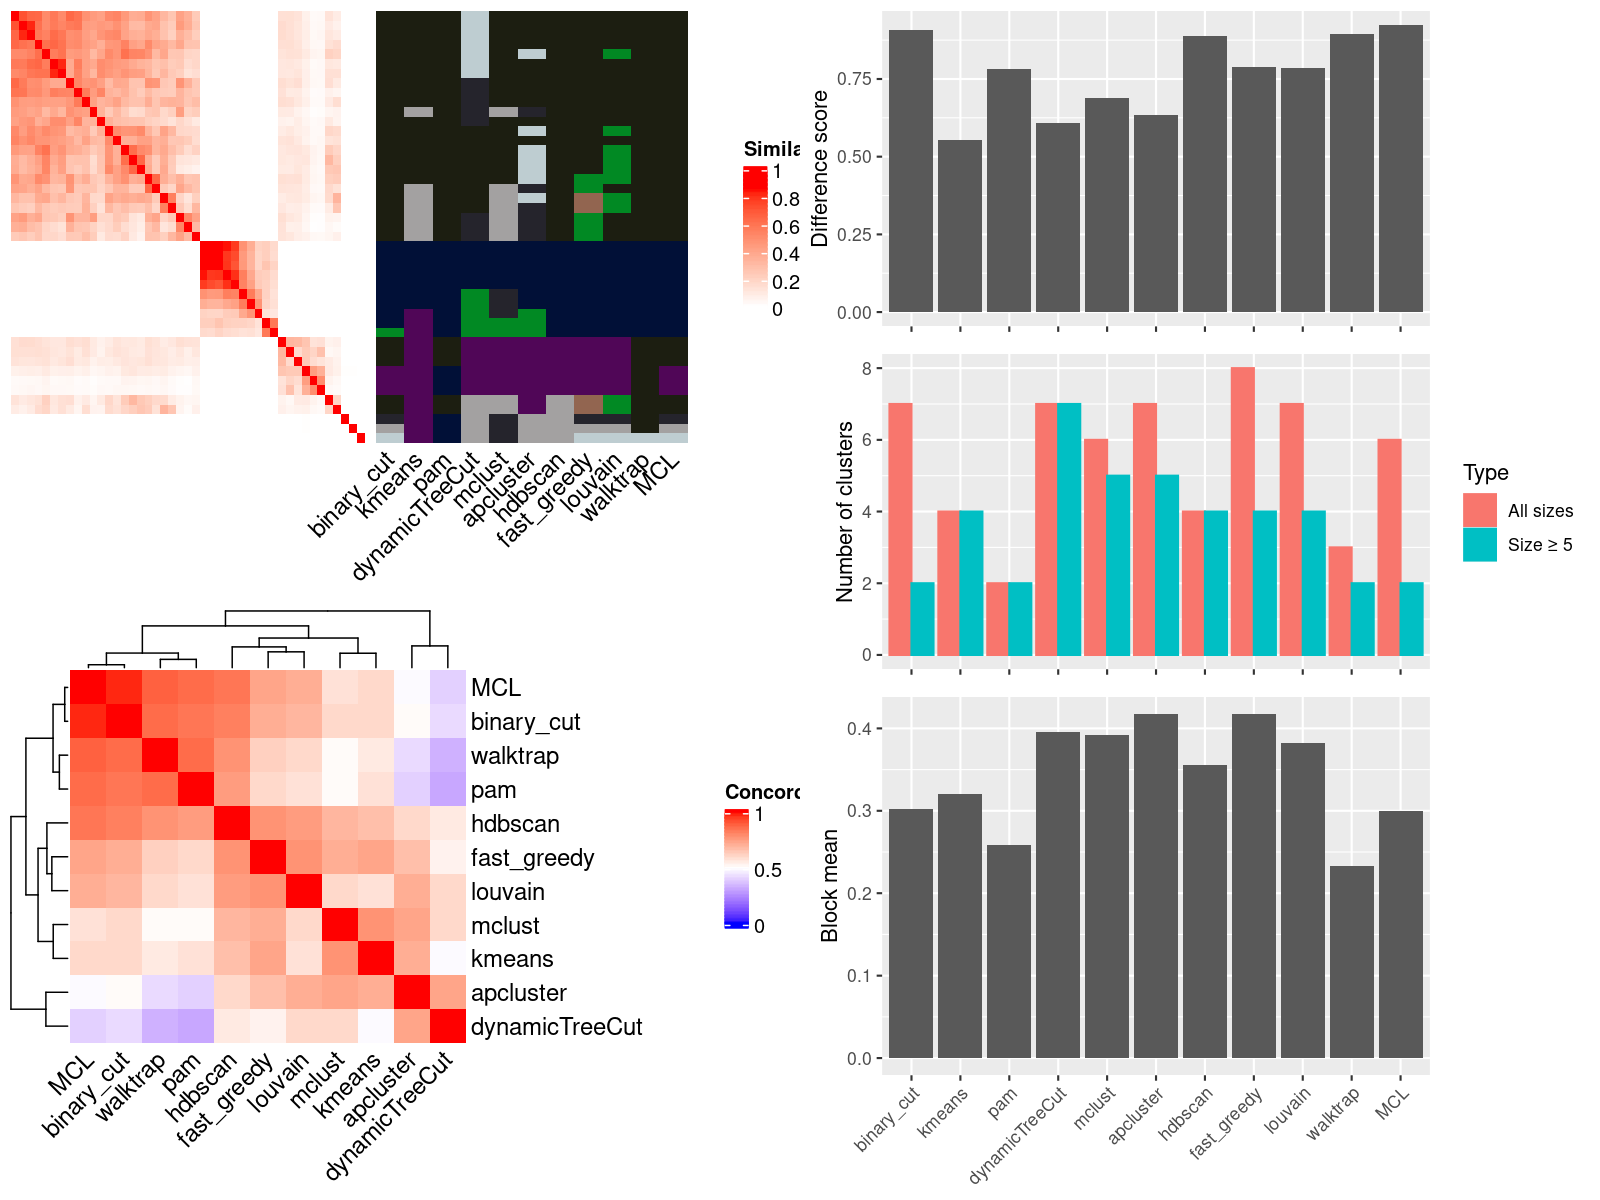 Simila
1
0.8
0.6
0.4
0.2
0
binary_cut
kmeans
pam
dynamicTreeCut
mclust
apcluster
hdbscan
fast_greedy
louvain
walktrap
MCL
MCL
binary_cut
walktrap
pam
hdbscan
fast_greedy
louvain
mclust
kmeans
apcluster
dynamicTreeCut
MCL
binary_cut
walktrap
pam
hdbscan
fast_greedy
louvain
mclust
kmeans
apcluster
dynamicTreeCut
Concord
1
0.5
0
Difference score
0.75
0.50
0.25
0.00
Number of clusters
8
6
4
2
0
Type
All sizes
Size ≥ 5
Block mean
0.4
0.3
0.2
0.1
0.0
binary_cut
kmeans
pam
dynamicTreeCut
mclust
apcluster
hdbscan
fast_greedy
louvain
walktrap
MCL